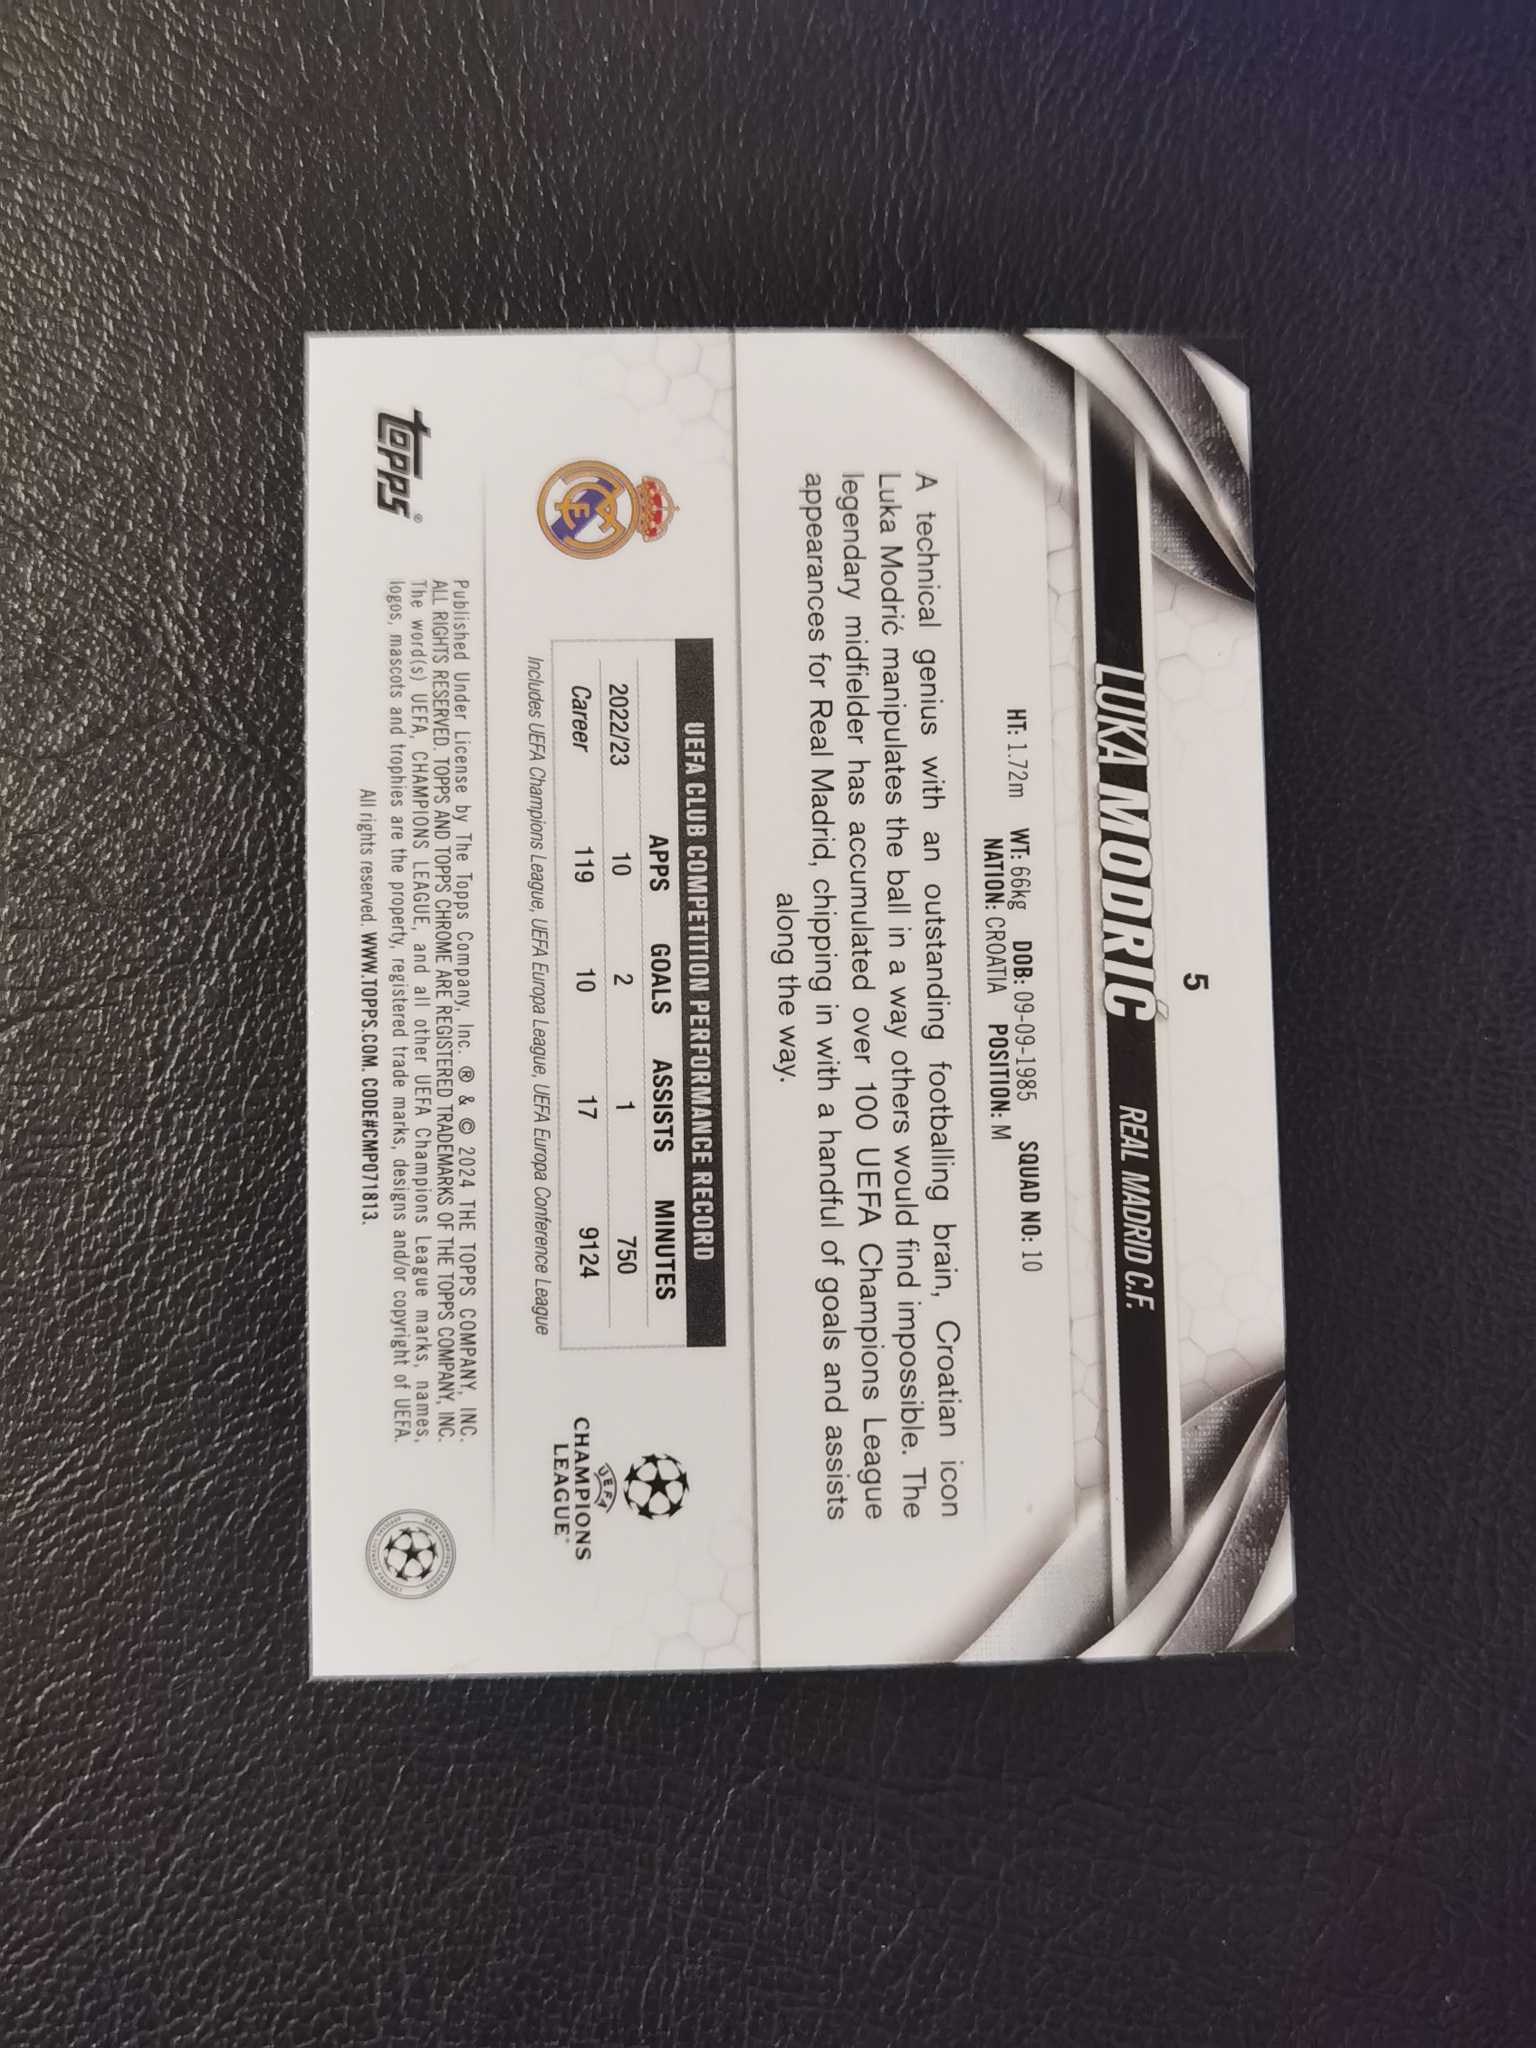 5
LUKA MODRIĆ REAL MADRID C.F.
HT: 1.72m WT: 66kg DOB: 09-09-1985 SQUAD NO: 10
NATION: CROATIA POSITION: M
A technical genius with an outstanding footballing brain, Croatian icon
Luka Modrić manipulates the ball in a way others would find impossible. The
legendary midfielder has accumulated over 100 UEFA Champions League
appearances for Real Madrid, chipping in with a handful of goals and assists
along the way.
UEFA CLUB COMPETITION PERFORMANCE RECORD
APPS GOALS ASSISTS MINUTES
2022/23 10 2 1 750
Career 119 10 17 9124
Includes UEFA Champions League, UEFA Europa League, UEFA Europa Conference League
UEFA
CHAMPIONS
LEAGUE
topps®
Published Under License by The Topps Company, Inc. ® & © 2024 THE TOPPS COMPANY, INC.
ALL RIGHTS RESERVED. TOPPS AND TOPPS CHROME ARE REGISTERED TRADEMARKS OF THE TOPPS COMPANY, INC.
The word(s) UEFA, CHAMPIONS LEAGUE, and all other UEFA Champions League marks, names,
logos, mascots and trophies are the property, registered trade marks, designs and/or copyright of UEFA.
All rights reserved. WWW.TOPPS.COM. CODE#CMP071813.